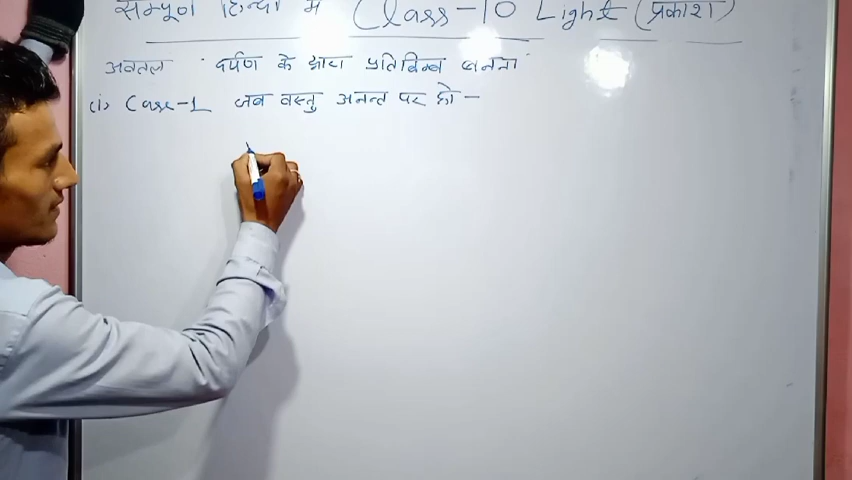 सम्पूर्ण हिन्दी में Class-10 Light (प्रकाश)
अवतल दर्पण के द्वारा प्रतिबिम्ब बनना
(i) Case-1 जब वस्तु अनन्त पर हो -